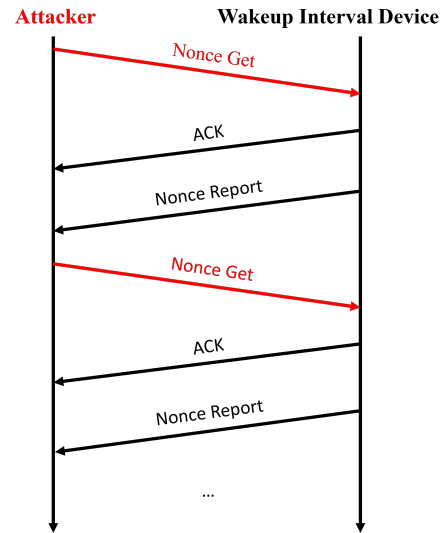 Attacker
Wakeup Interval Device
Nonce Get
ACK
Nonce Report
Nonce Get
ACK
Nonce Report
...